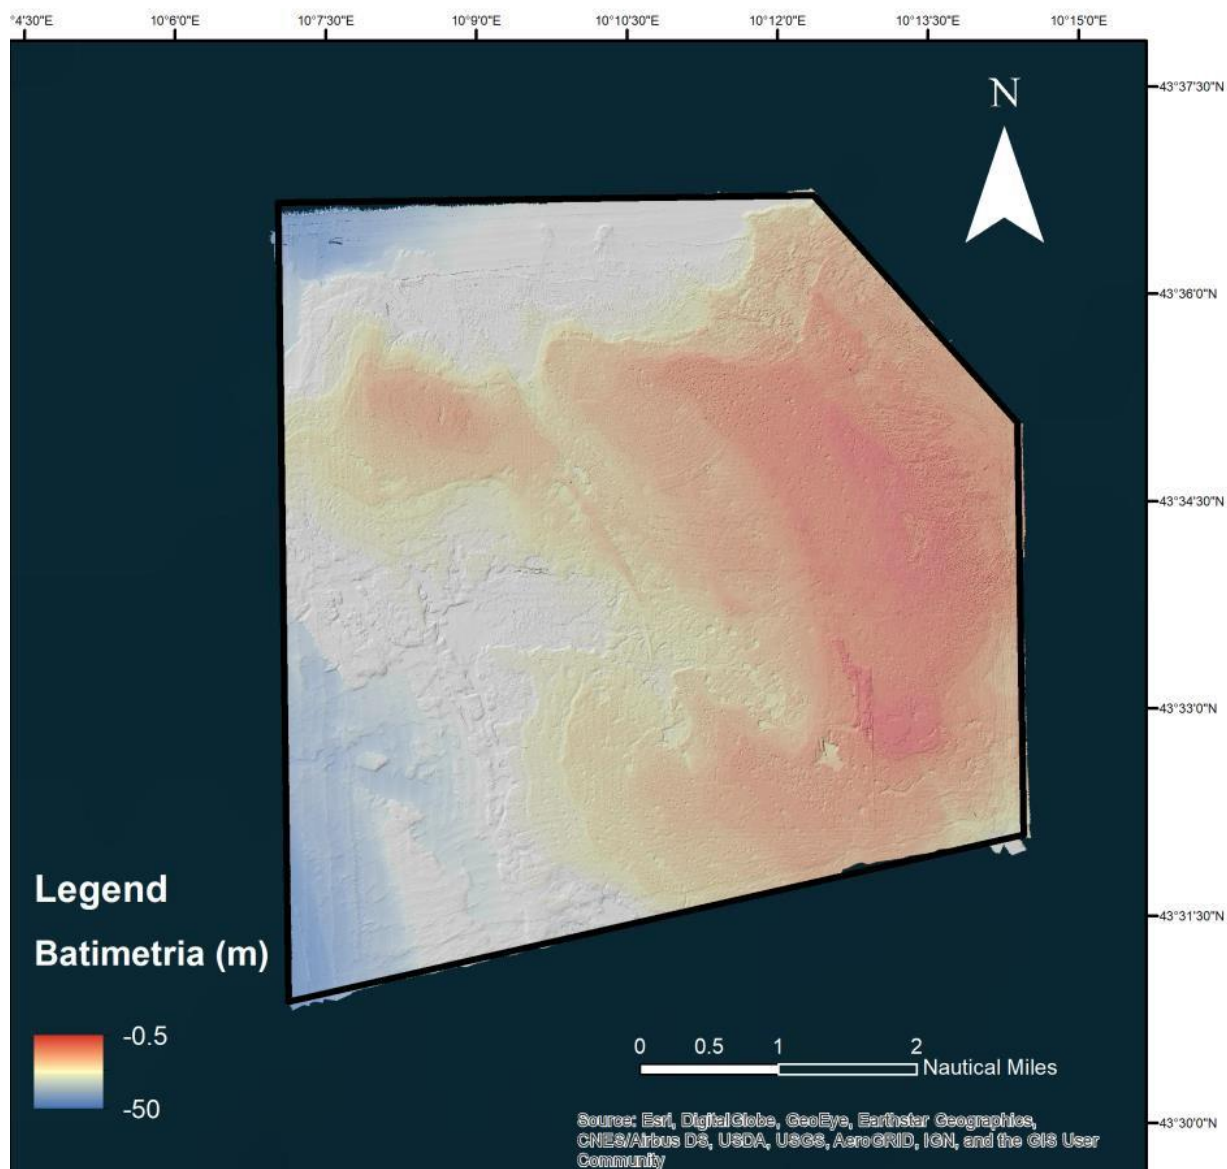 °4'30"E 10°6'0"E 10°7'30"E 10°9'0"E 10°10'30"E 10°12'0"E 10°13'30"E 10°15'0"E
43°37'30"N
N
43°36'0"N
43°34'30"N
43°33'0"N
43°31'30"N
43°30'0"N
Legend
Batimetria (m)
-0.5
-50
0 0.5 1 2
Nautical Miles
Source: Esri, DigitalGlobe, GeoEye, Earthstar Geographics,
CNES/Airbus DS, USDA, USGS, AeroGRID, IGN, and the GIS User
Community